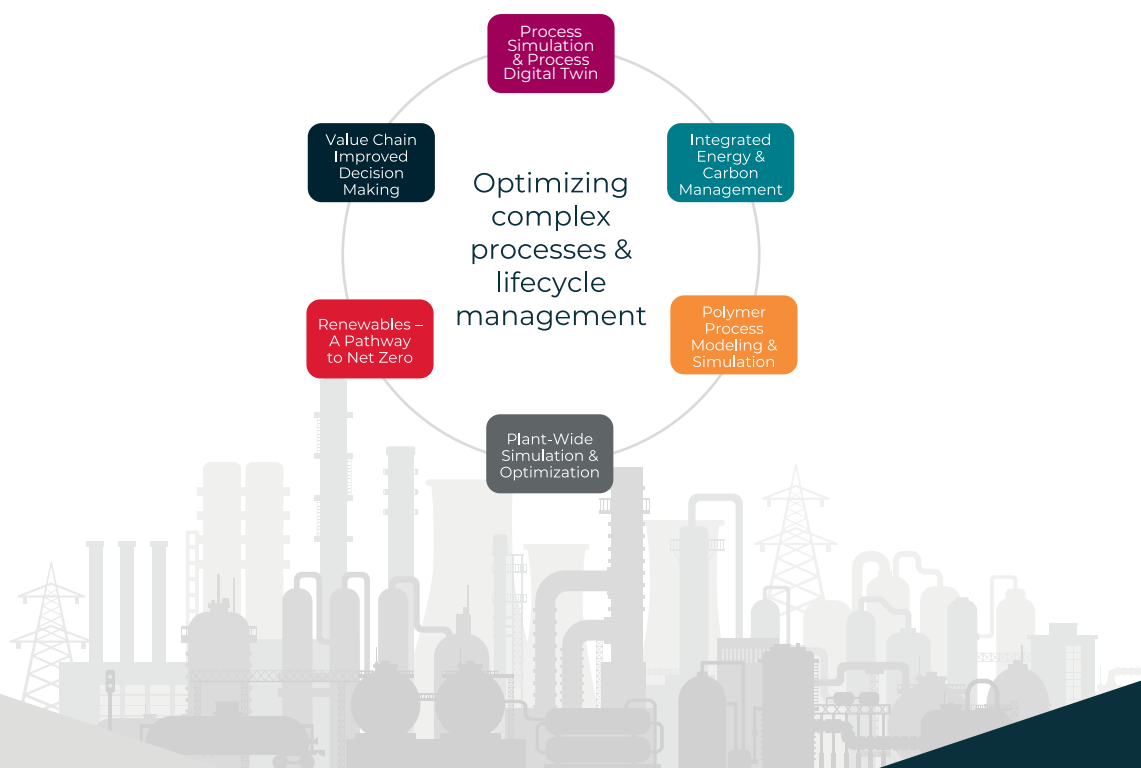 Process
Simulation
& Process
Digital Twin
Value Chain
Improved
Decision
Making
Integrated
Energy &
Carbon
Management
Optimizing
complex
processes &
lifecycle
management
Renewables –
A Pathway
to Net Zero
Polymer
Process
Modeling &
Simulation
Plant-Wide
Simulation &
Optimization